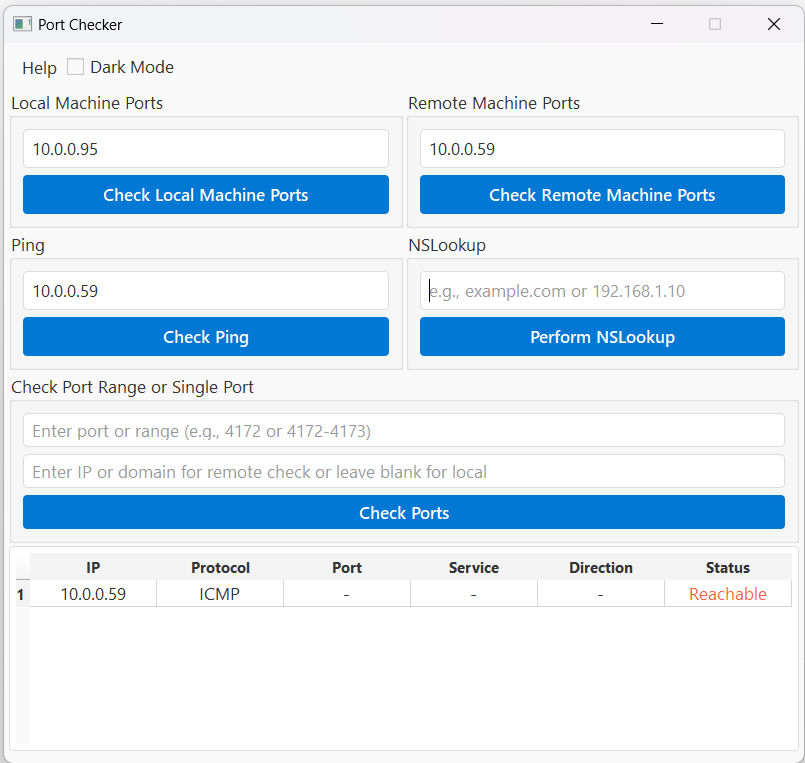 Port Checker
Help Dark Mode
Local Machine Ports
10.0.0.95
Check Local Machine Ports
Remote Machine Ports
10.0.0.59
Check Remote Machine Ports
Ping
10.0.0.59
Check Ping
NSLookup
e.g., example.com or 192.168.1.10
Perform NSLookup
Check Port Range or Single Port
Enter port or range (e.g., 4172 or 4172-4173)
Enter IP or domain for remote check or leave blank for local
Check Ports
IP Protocol Port Service Direction Status
1 10.0.0.59 ICMP - - - Reachable